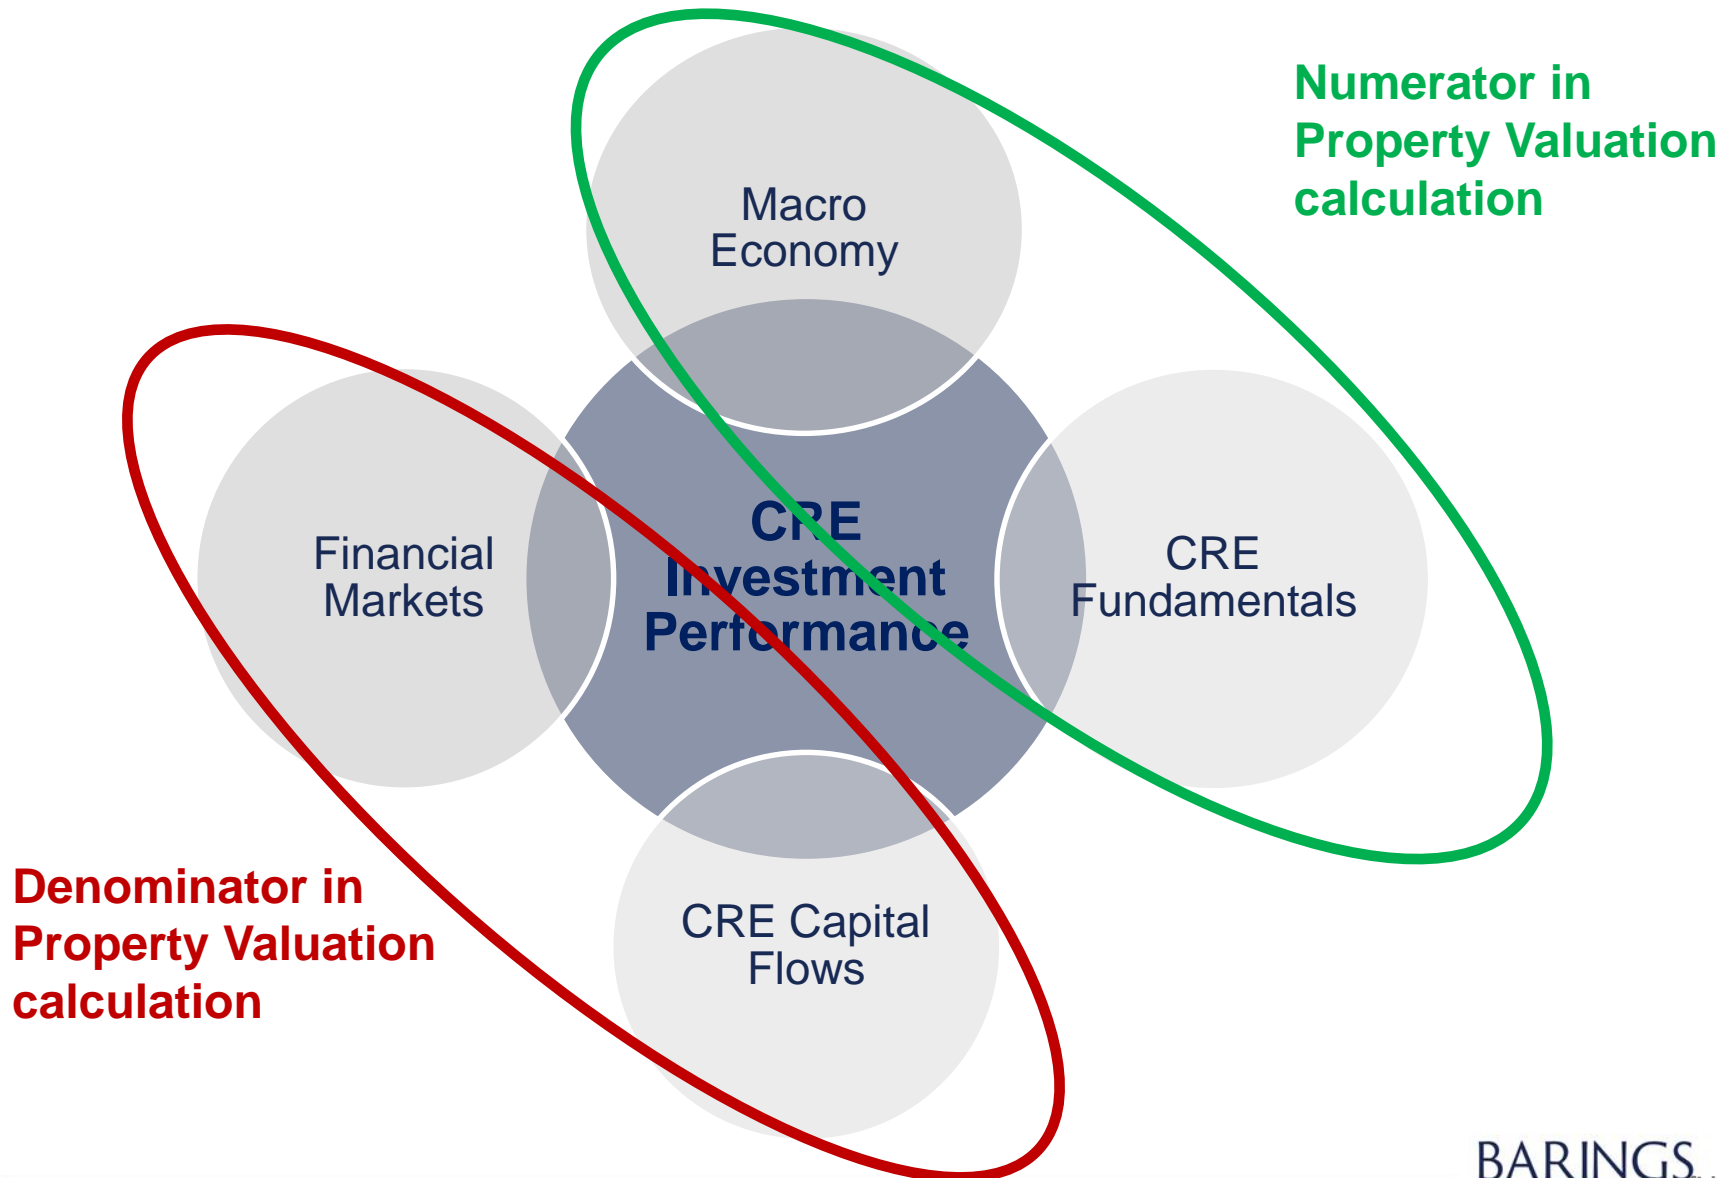 Numerator in
Property Valuation
calculation
Macro
Economy
Financial
Markets
CRE
Investment
Performance
CRE
Fundamentals
Denominator in
Property Valuation
calculation
CRE Capital
Flows
BARINGS